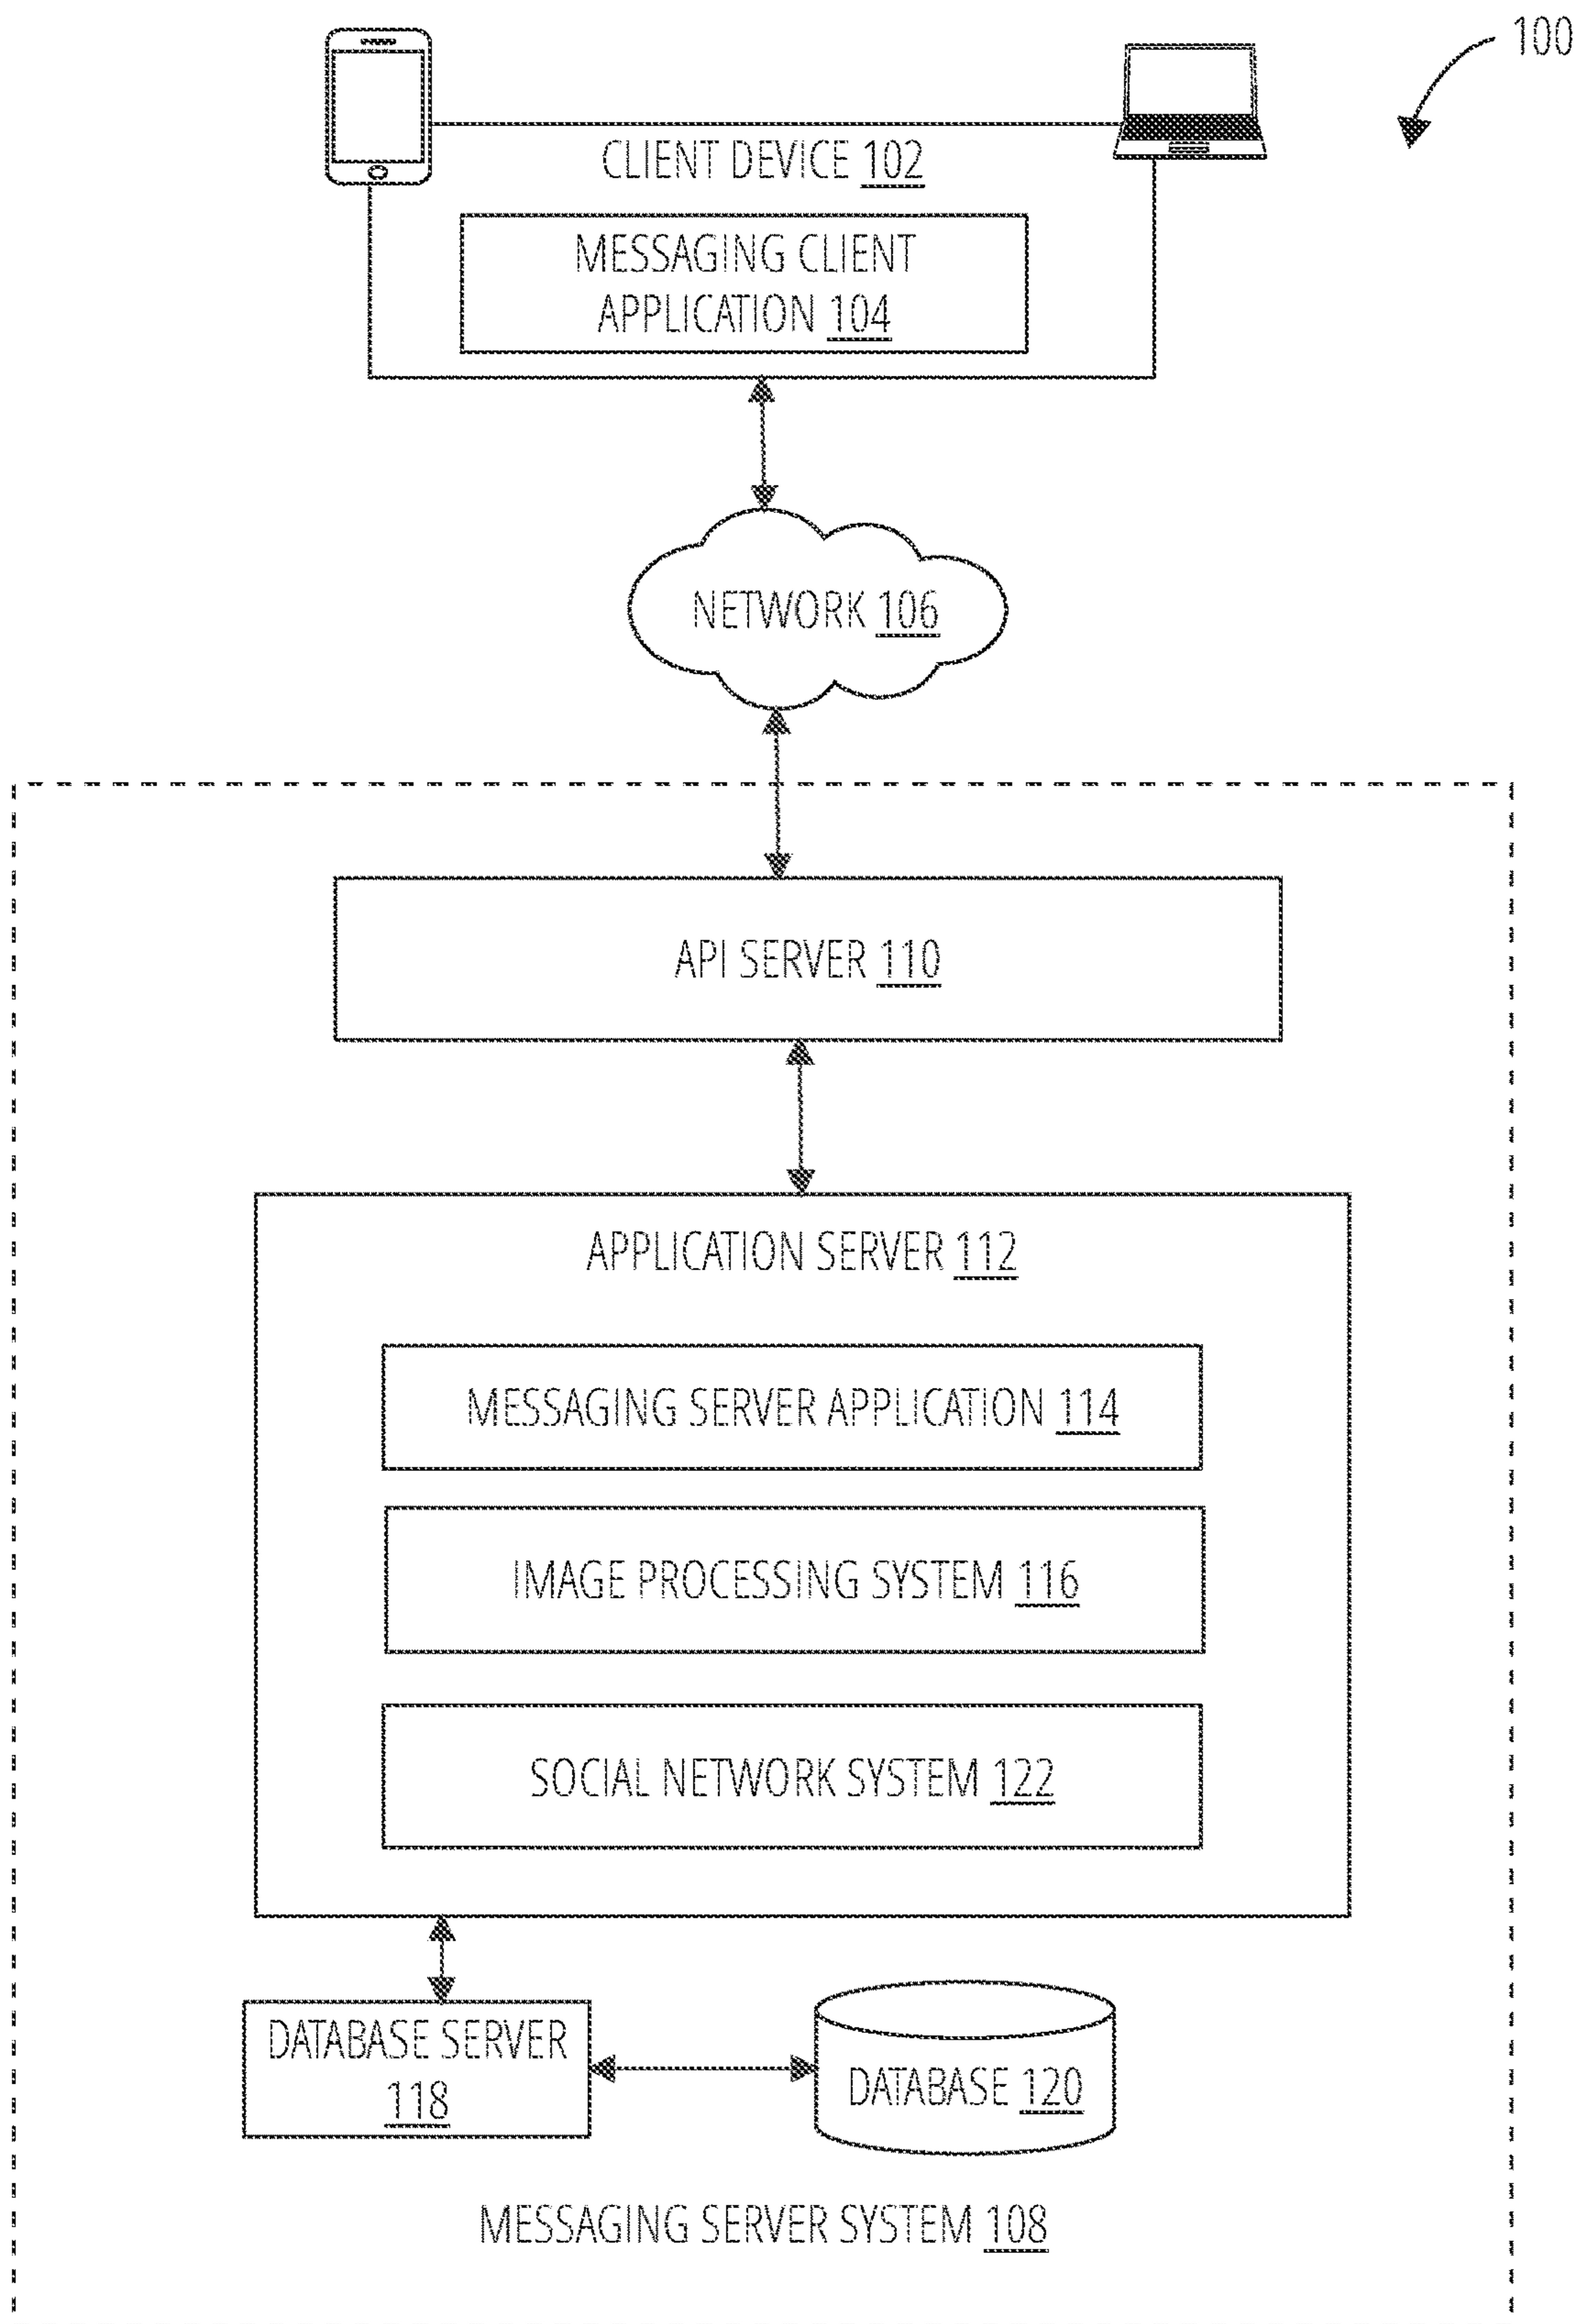 100
CLIENT DEVICE 102
MESSAGING CLIENT
APPLICATION 104
NETWORK 106
API SERVER 110
APPLICATION SERVER 112
MESSAGING SERVER APPLICATION 114
IMAGE PROCESSING SYSTEM 116
SOCIAL NETWORK SYSTEM 122
DATABASE SERVER
118
DATABASE 120
MESSAGING SERVER SYSTEM 108